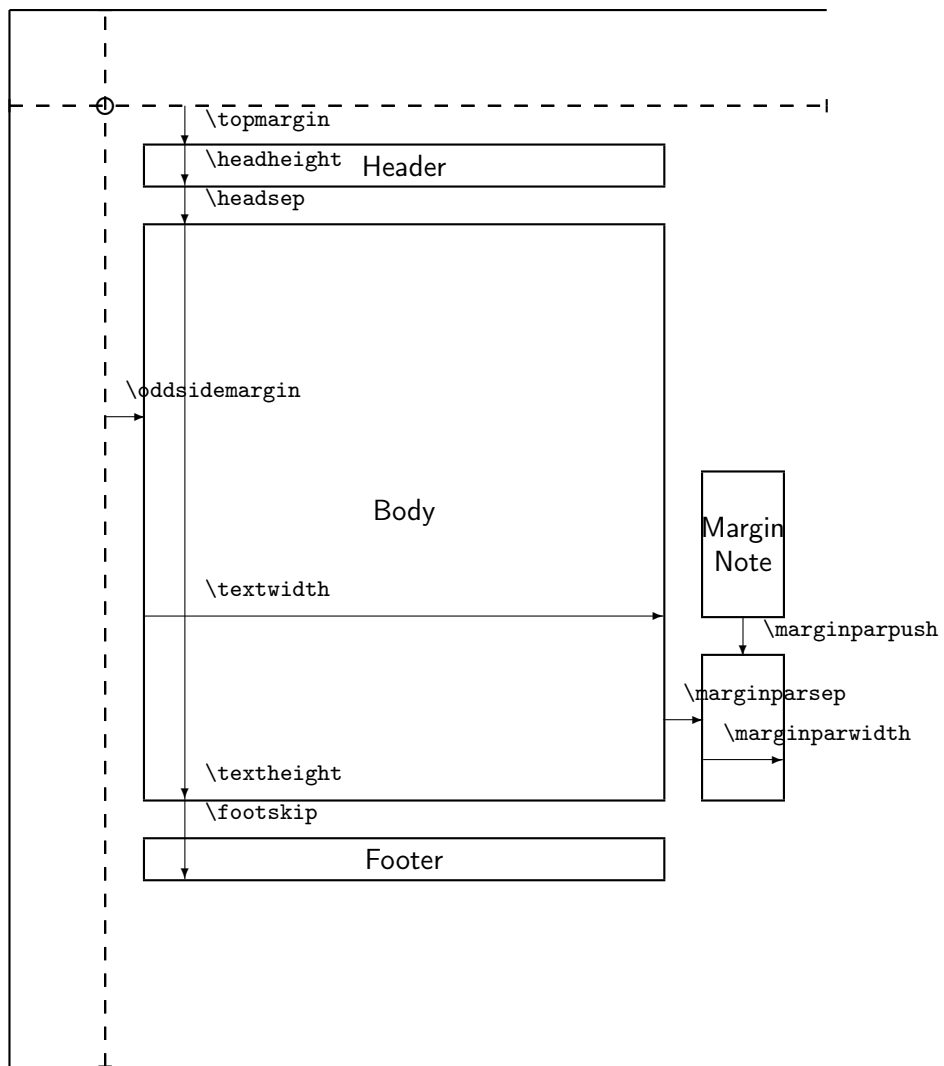 \topmargin
\headheight
Header
\headsep
\oddsidemargin
Body
Margin
Note
\textwidth
\marginparpush
\marginparsep
\marginparwidth
\textheight
\footskip
Footer